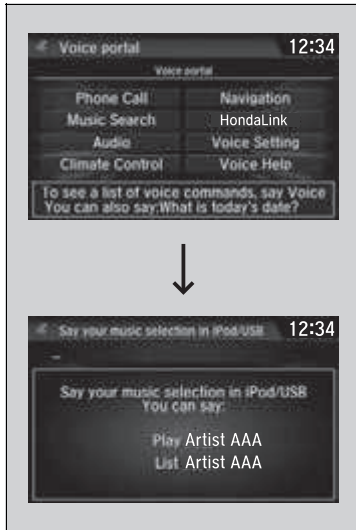 Voice portal 12:34
Voice portal
Phone Call Navigation
Music Search HondaLink
Audio Voice Setting
Climate Control Voice Help
To see a list of voice commands, say Voice
You can also say;What is today's date?
Say your music selection in iPod/USB 12:34
Say your music selection in iPod/USB
You can say:
Play Artist AAA
List Artist AAA